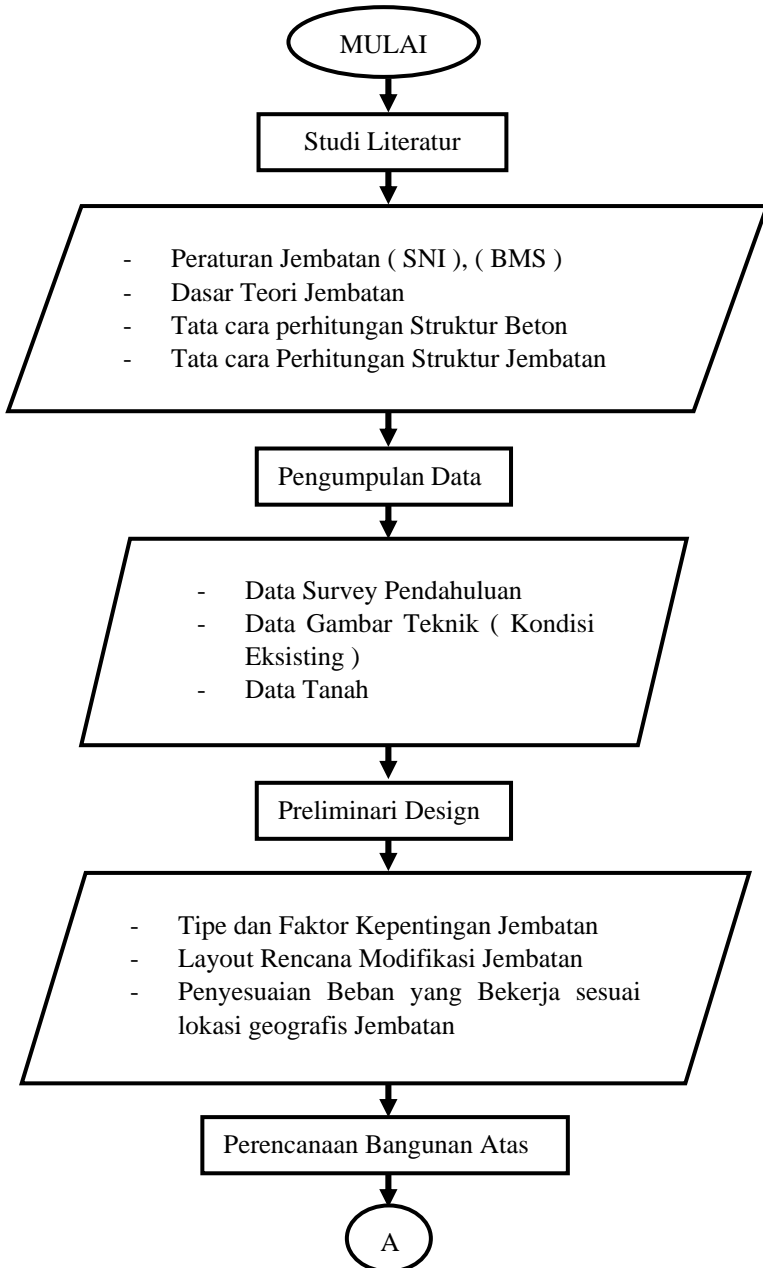 MULAI
Studi Literatur
- Peraturan Jembatan ( SNI ), ( BMS )
- Dasar Teori Jembatan
- Tata cara perhitungan Struktur Beton
- Tata cara Perhitungan Struktur Jembatan
Pengumpulan Data
- Data Survey Pendahuluan
- Data Gambar Teknik ( Kondisi
Eksisting )
- Data Tanah
Preliminari Design
- Tipe dan Faktor Kepentingan Jembatan
- Layout Rencana Modifikasi Jembatan
- Penyesuaian Beban yang Bekerja sesuai
lokasi geografis Jembatan
Perencanaan Bangunan Atas
A